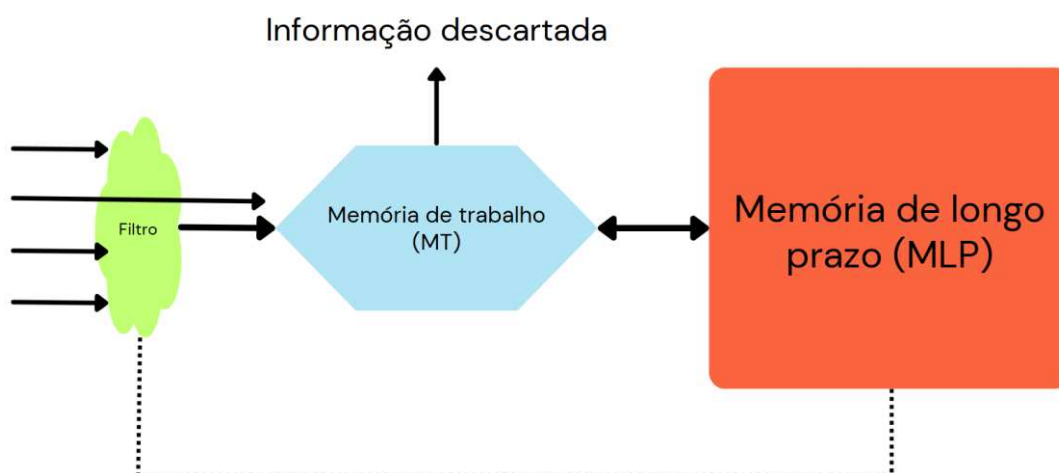 Informação descartada
Filtro
Memória de trabalho
(MT)
Memória de longo
prazo (MLP)